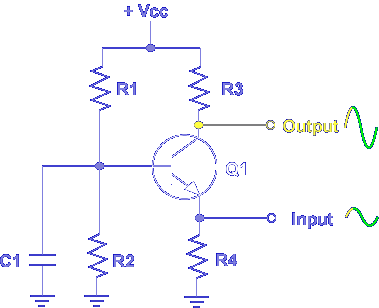 + Vcc
R1
R3
Output
Q1
Input
C1
R2
R4